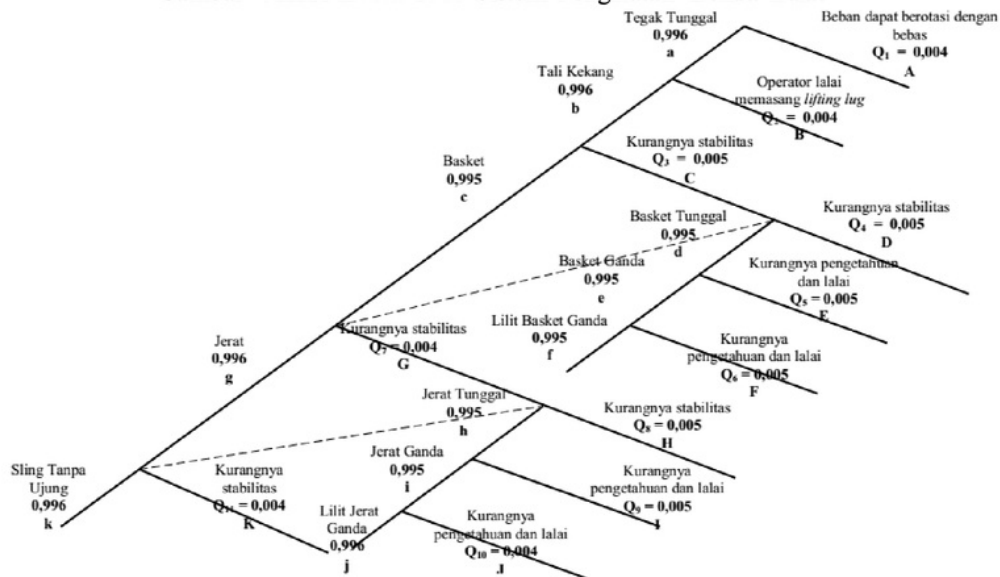 Tegak Tunggal
0,996
a
Beban dapat berotasi dengan
bebas
Q₁ = 0,004
A
Tali Kekang
0,996
b
Operator lalai
memasang lifting lug
Q₂ = 0,004
B
Basket
0,995
c
Kurangnya stabilitas
Q₃ = 0,005
C
Basket Tunggal
0,995
d
Kurangnya stabilitas
Q₄ = 0,005
D
Basket Ganda
0,995
e
Kurangnya pengetahuan
dan lalai
Q₅ = 0,005
E
Lilit Basket Ganda
0,995
f
Kurangnya
pengetahuan dan lalai
Q₆ = 0,005
F
Jerat
0,996
g
Kurangnya stabilitas
Q₇ = 0,004
G
Jerat Tunggal
0,995
h
Kurangnya stabilitas
Q₈ = 0,005
H
Jerat Ganda
0,995
i
Kurangnya
pengetahuan dan lalai
Q₉ = 0,005
I
Lilit Jerat
Ganda
0,996
j
Kurangnya
pengetahuan dan lalai
Q₁₀ = 0,004
J
Sling Tanpa
Ujung
0,996
k
Kurangnya
stabilitas
Q₁₁ = 0,004
K